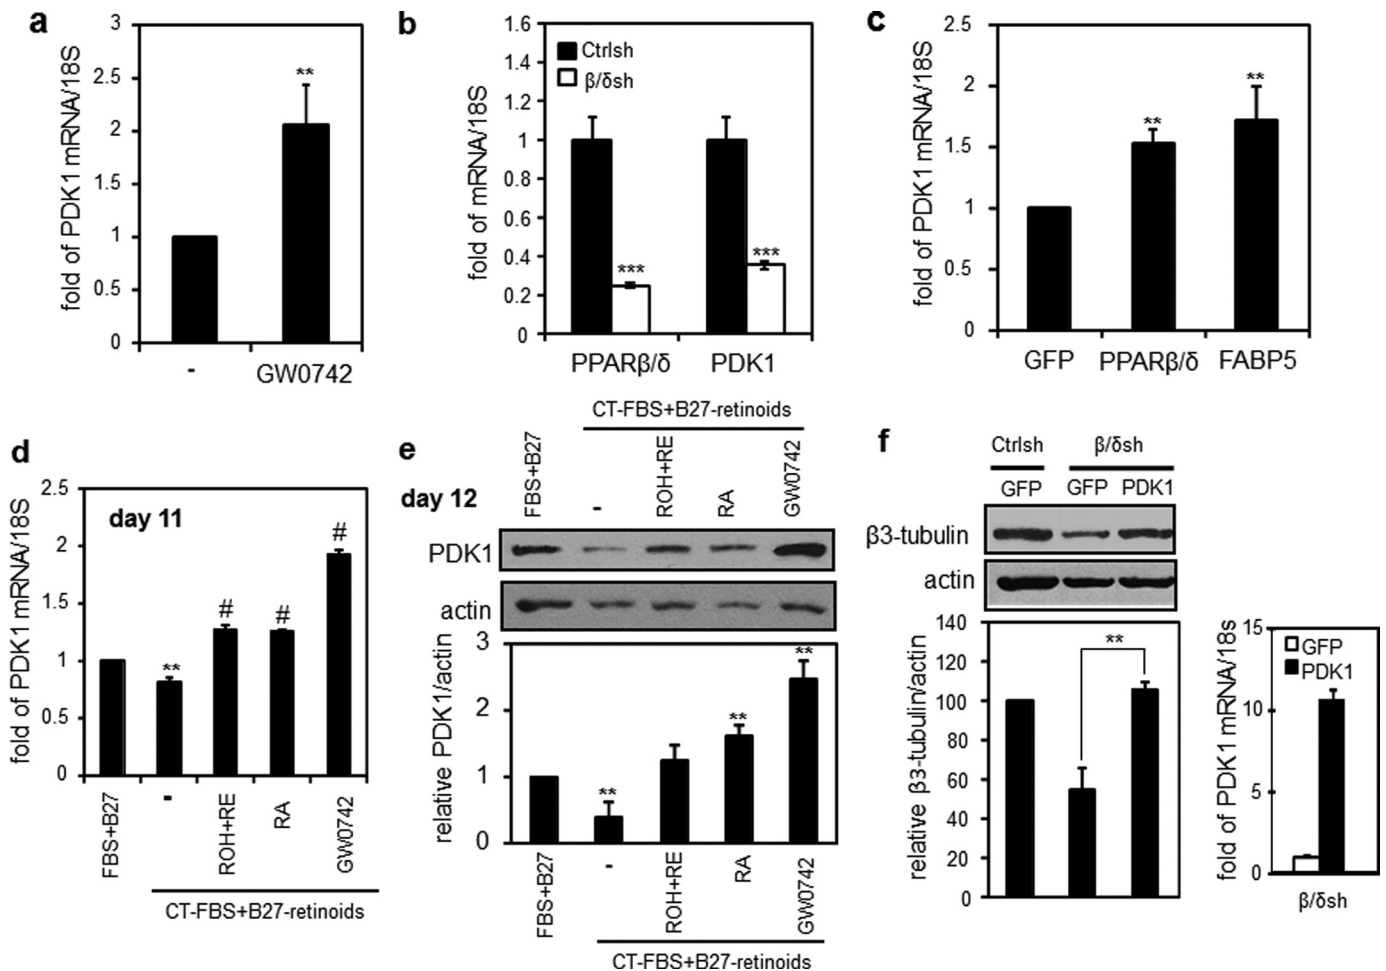 a
fold of PDK1 mRNA/18S
3
2.5
2
1.5
1
0.5
0
**
-
GW0742
b
fold of mRNA/18S
1.6
1.4
1.2
1
0.8
0.6
0.4
0.2
0
Ctrlsh
β/δsh
***
***
PPARβ/δ
PDK1
c
fold of PDK1 mRNA/18S
2.5
2
1.5
1
0.5
0
**
**
GFP
PPARβ/δ
FABP5
d
day 11
fold of PDK1 mRNA/18S
2.5
2
1.5
1
0.5
0
**
#
#
#
FBS+B27
-
ROH+RE
RA
GW0742
CT-FBS+B27-retinoids
e
day 12
CT-FBS+B27-retinoids
FBS+B27
-
ROH+RE
RA
GW0742
PDK1
actin
relative PDK1/actin
3
2
1
0
**
**
**
FBS+B27
-
ROH+RE
RA
GW0742
CT-FBS+B27-retinoids
f
Ctrlsh
β/δsh
GFP
GFP
PDK1
β3-tubulin
actin
relative β3-tubulin/actin
140
120
100
80
60
40
20
0
**
fold of PDK1 mRNA/18s
15
10
5
0
GFP
PDK1
β/δsh